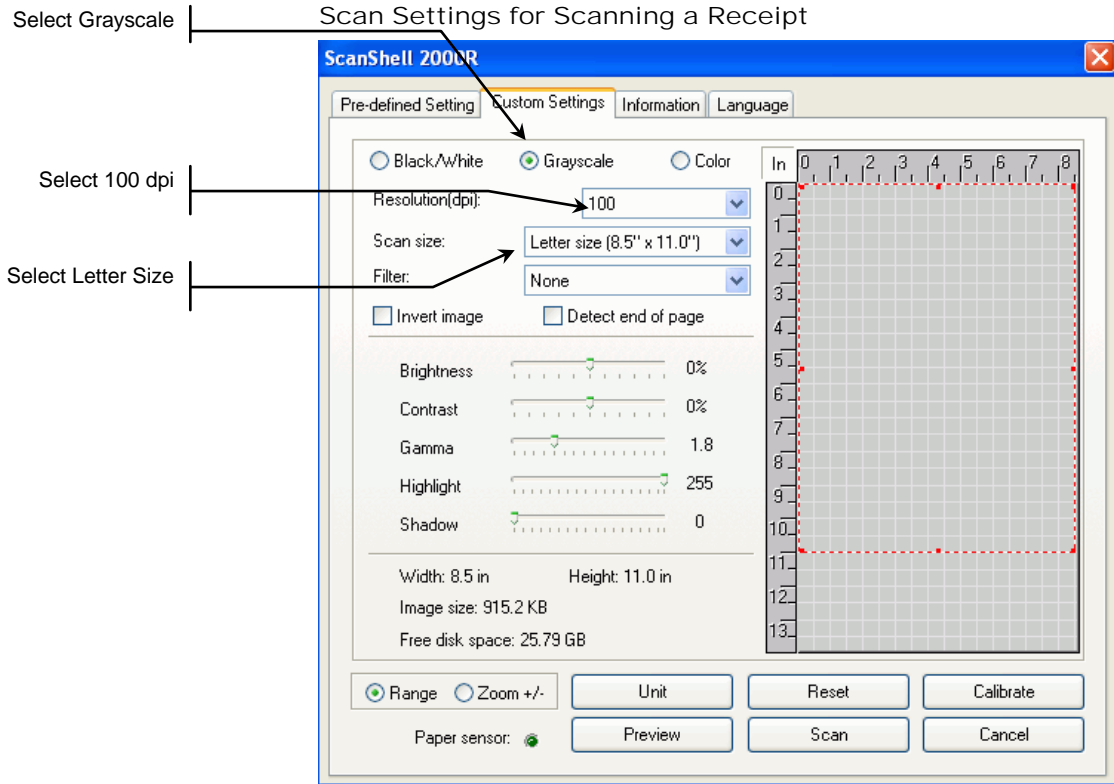 Select Grayscale
Scan Settings for Scanning a Receipt
ScanShell 2000R
Pre-defined Setting Custom Settings Information Language
Black/White Grayscale Color
In 0 1 2 3 4 5 6 7 8
Select 100 dpi
Resolution(dpi): 100
Scan size: Letter size (8.5" x 11.0")
Select Letter Size
Filter: None
Invert image Detect end of page
Brightness 0%
Contrast 0%
Gamma 1.8
Highlight 255
Shadow 0
0
1
2
3
4
5
6
7
8
9
10
11
12
13
Width: 8.5 in Height: 11.0 in
Image size: 915.2 KB
Free disk space: 25.79 GB
Range Zoom +/- Unit Reset Calibrate
Paper sensor: Preview Scan Cancel